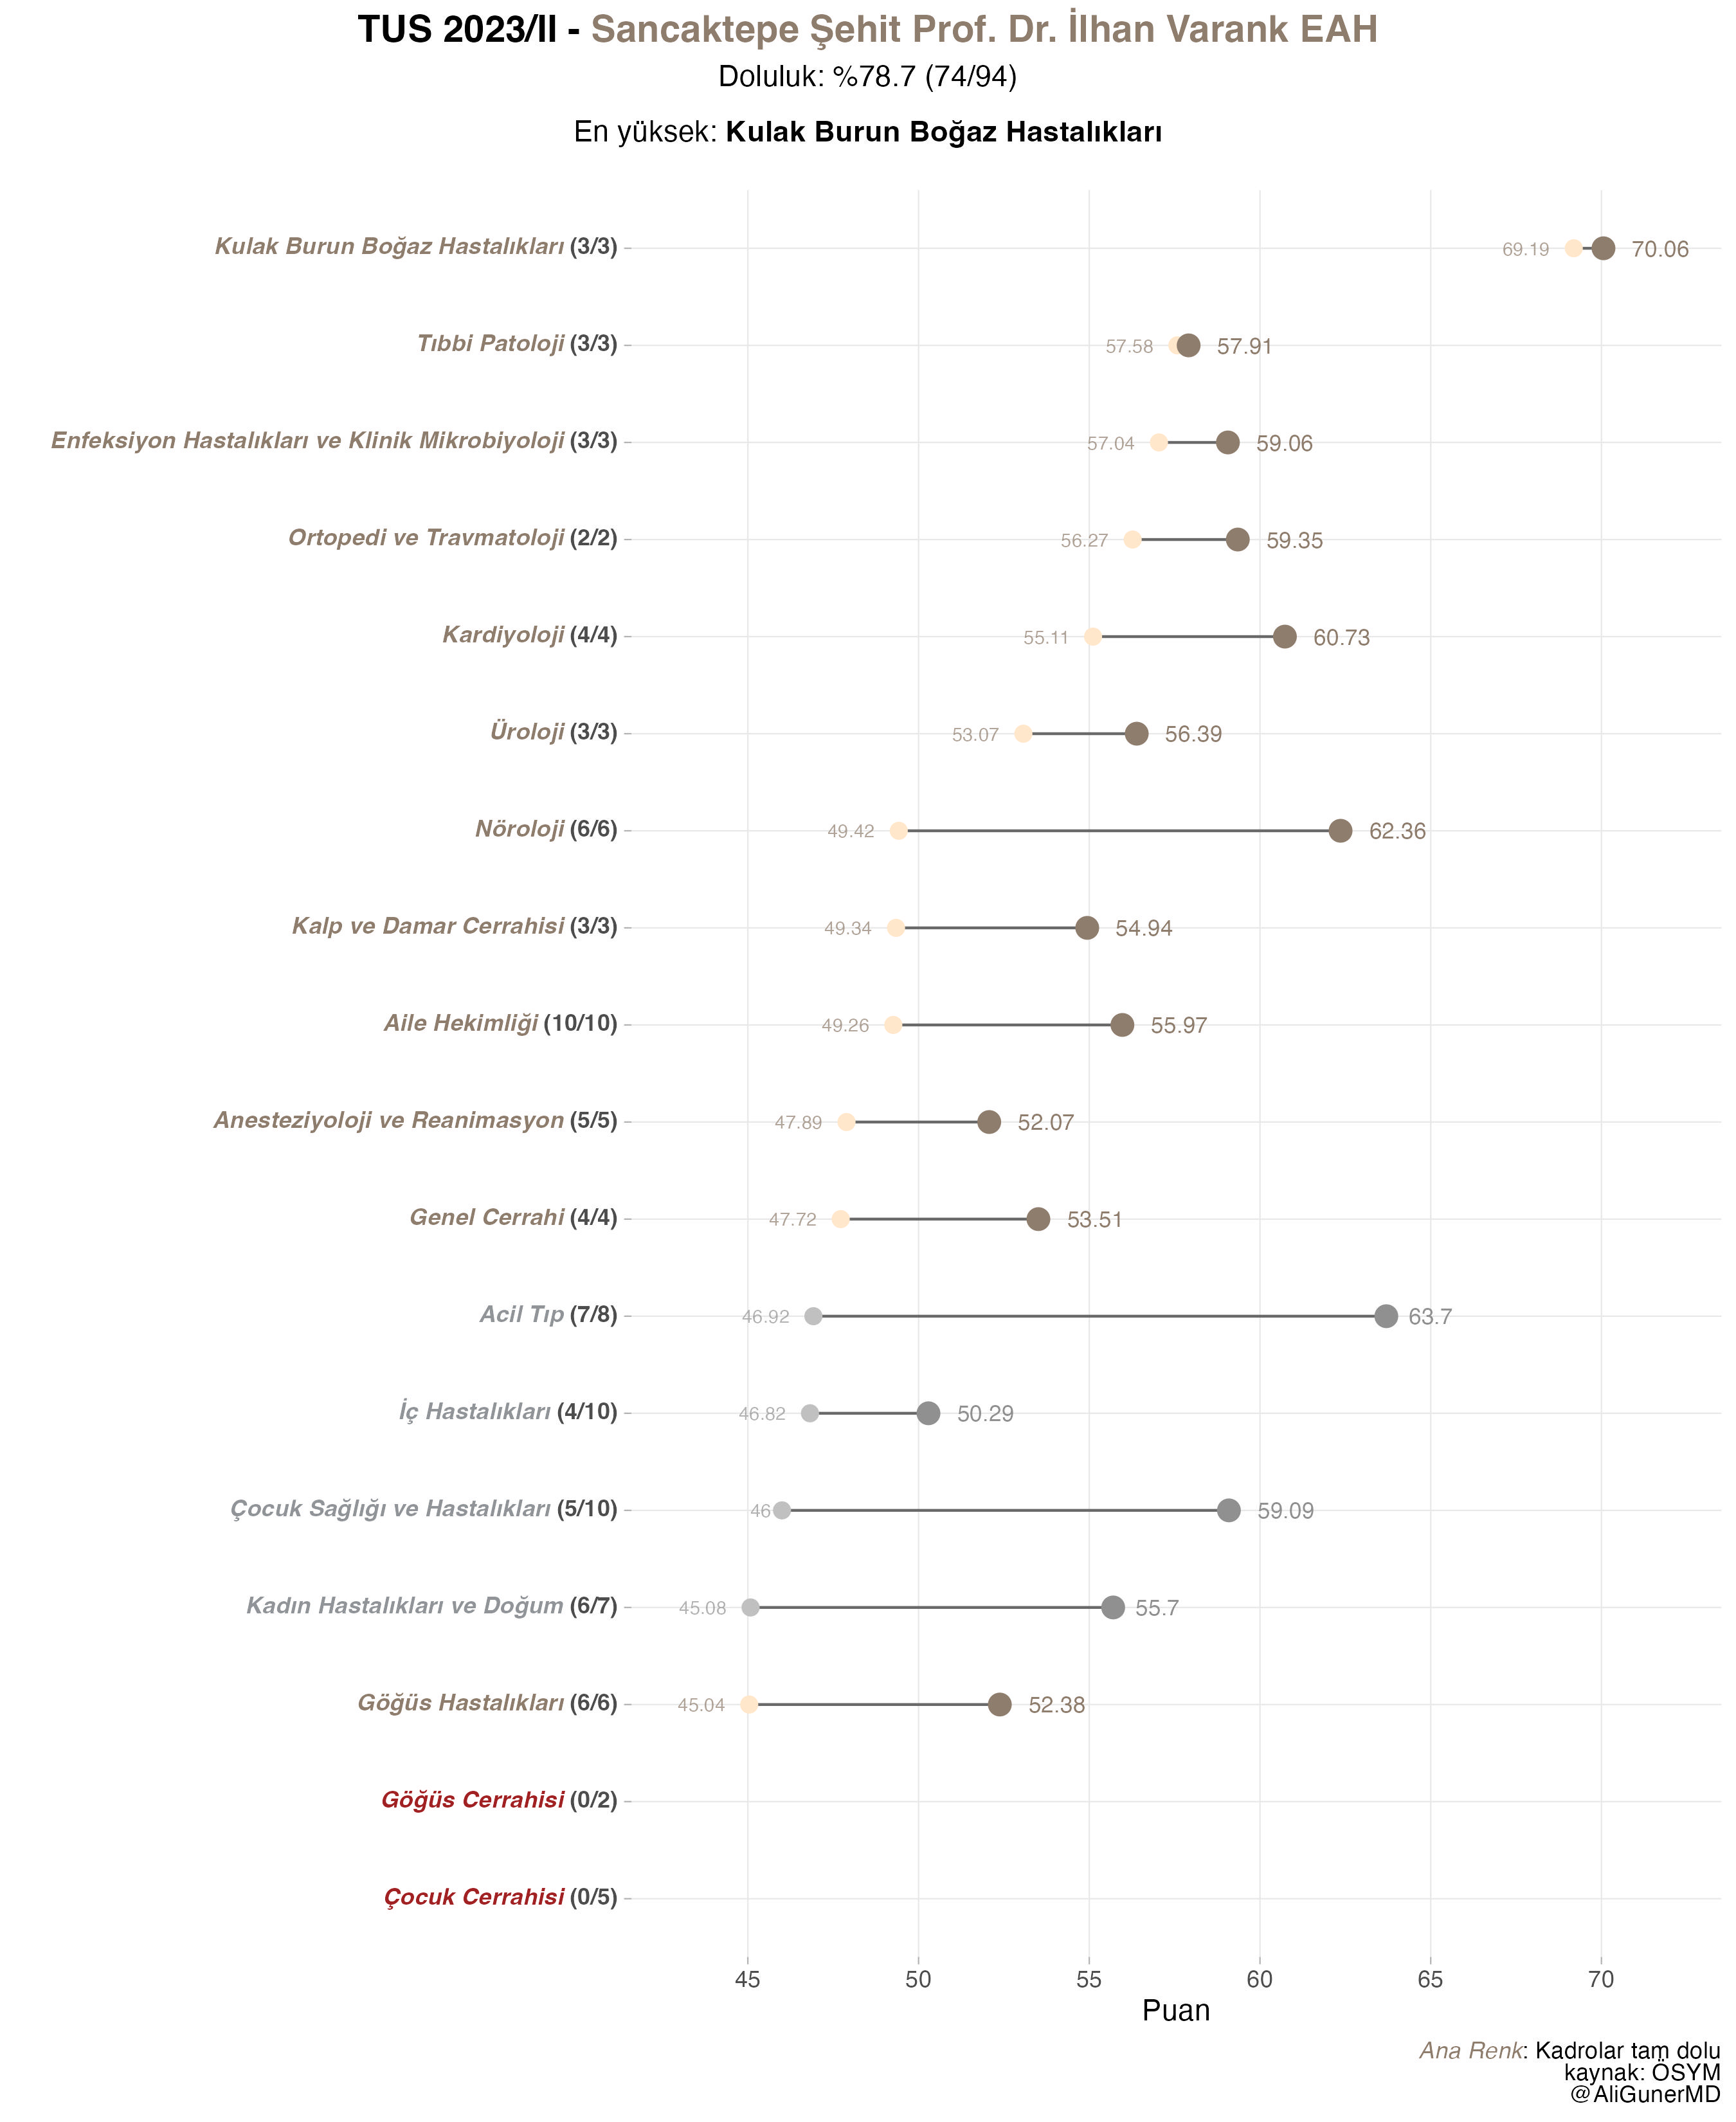 TUS 2023/II - Sancaktepe Şehit Prof. Dr. İlhan Varank EAH
Doluluk: %78.7 (74/94)
En yüksek: Kulak Burun Boğaz Hastalıkları
Kulak Burun Boğaz Hastalıkları (3/3) 69.19 70.06
Tıbbi Patoloji (3/3) 57.58 57.91
Enfeksiyon Hastalıkları ve Klinik Mikrobiyoloji (3/3) 57.04 59.06
Ortopedi ve Travmatoloji (2/2) 56.27 59.35
Kardiyoloji (4/4) 55.11 60.73
Üroloji (3/3) 53.07 56.39
Nöroloji (6/6) 49.42 62.36
Kalp ve Damar Cerrahisi (3/3) 49.34 54.94
Aile Hekimliği (10/10) 49.26 55.97
Anesteziyoloji ve Reanimasyon (5/5) 47.89 52.07
Genel Cerrahi (4/4) 47.72 53.51
Acil Tıp (7/8) 46.92 63.7
İç Hastalıkları (4/10) 46.82 50.29
Çocuk Sağlığı ve Hastalıkları (5/10) 46 59.09
Kadın Hastalıkları ve Doğum (6/7) 45.08 55.7
Göğüs Hastalıkları (6/6) 45.04 52.38
Göğüs Cerrahisi (0/2)
Çocuk Cerrahisi (0/5)
45 50 55 60 65 70
Puan
Ana Renk: Kadrolar tam dolu
kaynak: ÖSYM
@AliGunerMD